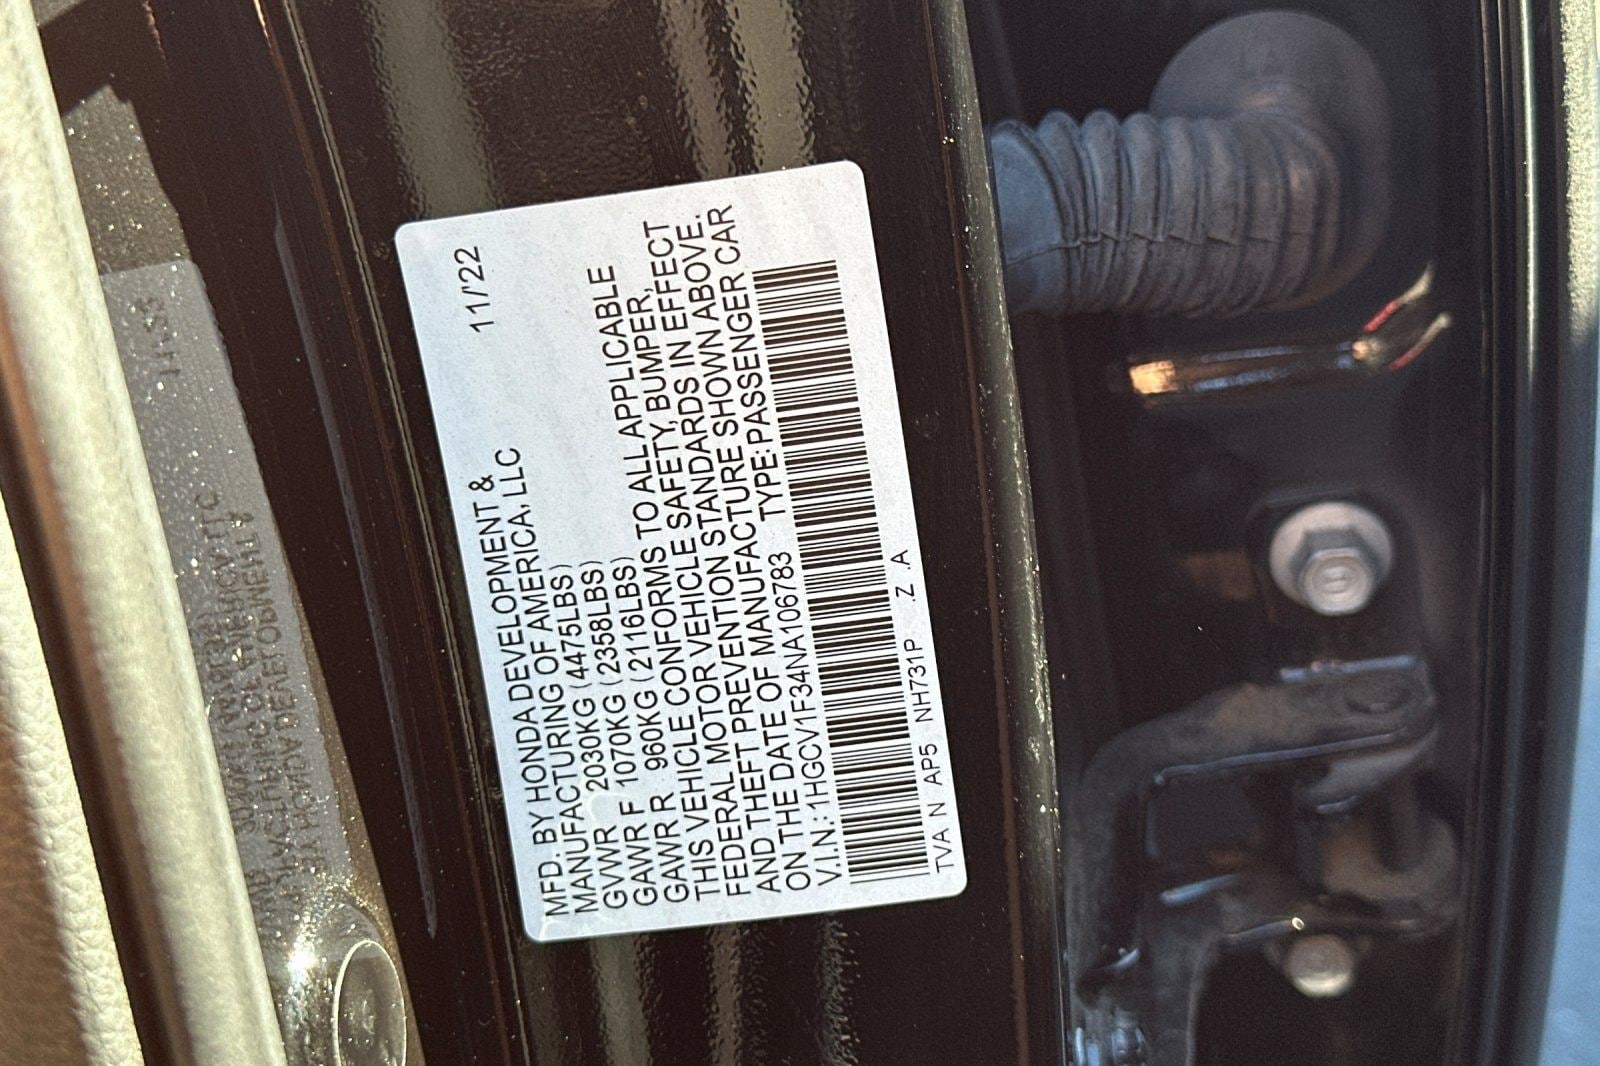 11/22
MFD. BY HONDA DEVELOPMENT &
MANUFACTURING OF AMERICA, LLC
GVWR 2030KG (4475LBS)
GAWR F 1070KG (2358LBS)
GAWR R 960KG (2116LBS)
THIS VEHICLE CONFORMS TO ALL APPLICABLE
FEDERAL MOTOR VEHICLE SAFETY, BUMPER,
AND THEFT PREVENTION STANDARDS IN EFFECT
ON THE DATE OF MANUFACTURE SHOWN ABOVE.
V.I.N.: 1HGCV1F34NA106783 TYPE: PASSENGER CAR
TVA N AP5 NH731P .Z A